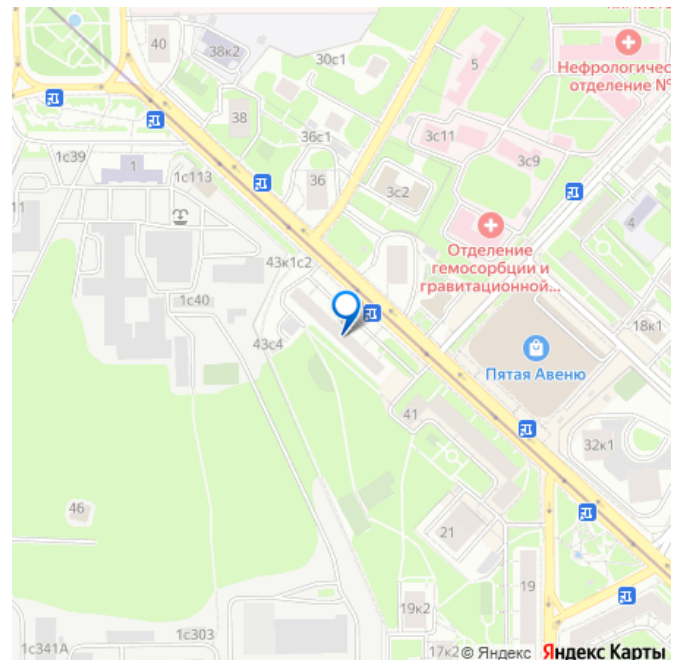 40
38к2
30с1
5
Нефрологичес
отделение №
38
36с1
3с11
3с9
1с39
1
1с113
36
3с2
4
11
Отделение
гемосорбции и
гравитационной...
43к1с2
1с40
18к1
43с4
Пятая Авеню
41
32к1
46
21
19
19к2
1с303
1с341А
17к2
© Яндекс Яндекс Карты